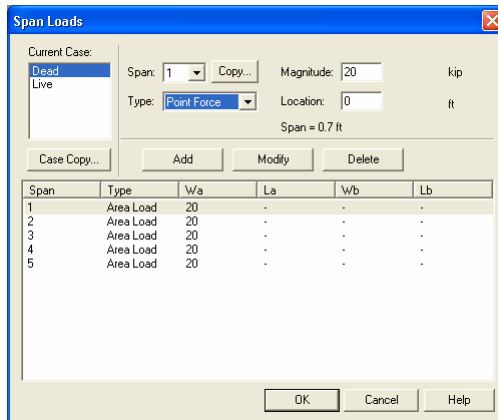 Span Loads
Current Case:
Dead
Live
Span: 1 Copy... Magnitude: 20 kip
Type: Point Force Location: 0 ft
Span = 0.7 ft
Case Copy... Add Modify Delete
Span Type Wa La Wb Lb
1 Area Load 20 - - -
2 Area Load 20 - - -
3 Area Load 20 - - -
4 Area Load 20 - - -
5 Area Load 20 - - -
OK Cancel Help